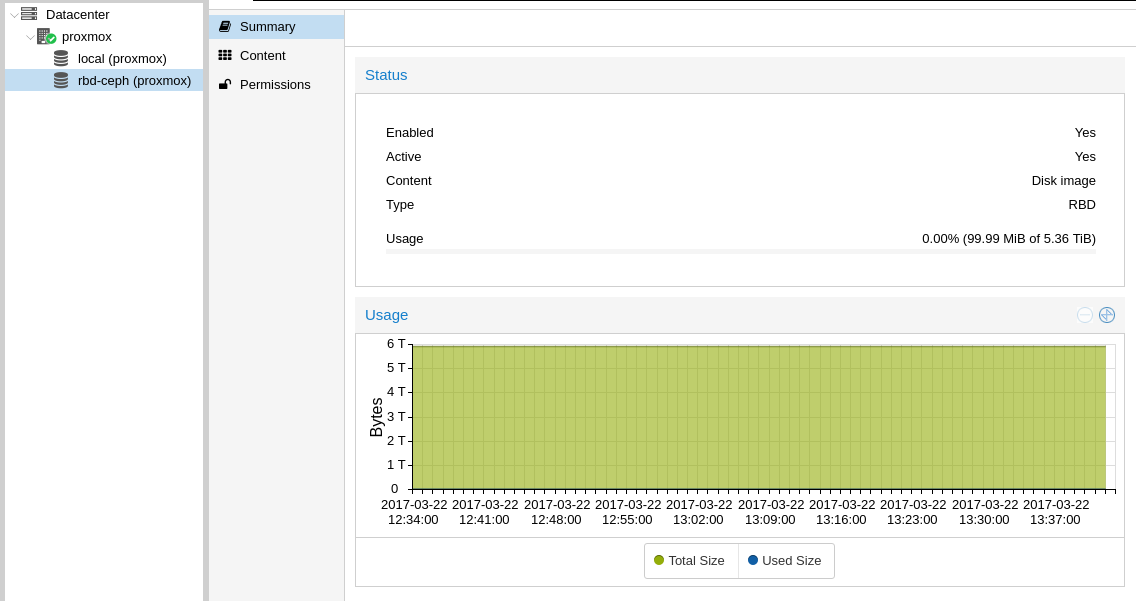 Datacenter
proxmox
local (proxmox)
rbd-ceph (proxmox)
Summary
Content
Permissions
Status
Enabled Yes
Active Yes
Content Disk image
Type RBD
Usage 0.00% (99.99 MiB of 5.36 TiB)
Usage
Bytes
6 T
5 T
4 T
3 T
2 T
1 T
0
2017-03-22 2017-03-22 2017-03-22 2017-03-22 2017-03-22 2017-03-22 2017-03-22 2017-03-22 2017-03-22 2017-03-22
12:34:00 12:41:00 12:48:00 12:55:00 13:02:00 13:09:00 13:16:00 13:23:00 13:30:00 13:37:00
Total Size Used Size